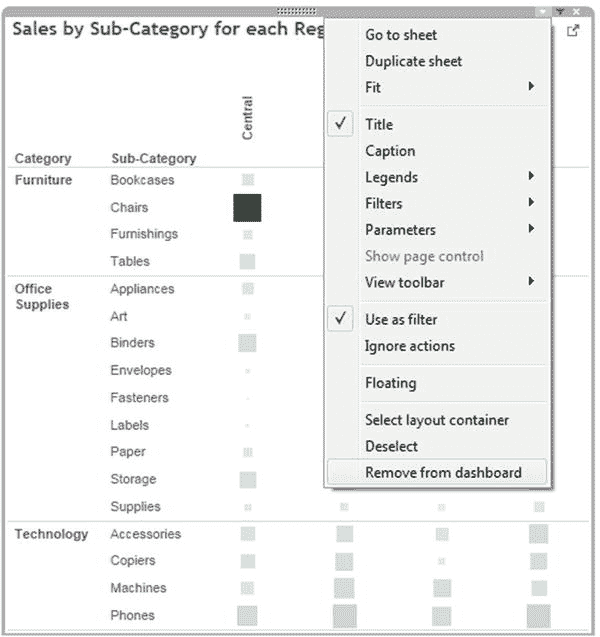 Sales by Sub-Category for each Reg
Central
Category Sub-Category
Furniture Bookcases
Chairs
Furnishings
Tables
Office Supplies Appliances
Art
Binders
Envelopes
Fasteners
Labels
Paper
Storage
Supplies
Technology Accessories
Copiers
Machines
Phones
Go to sheet
Duplicate sheet
Fit
Title
Caption
Legends
Filters
Parameters
Show page control
View toolbar
Use as filter
Ignore actions
Floating
Select layout container
Deselect
Remove from dashboard